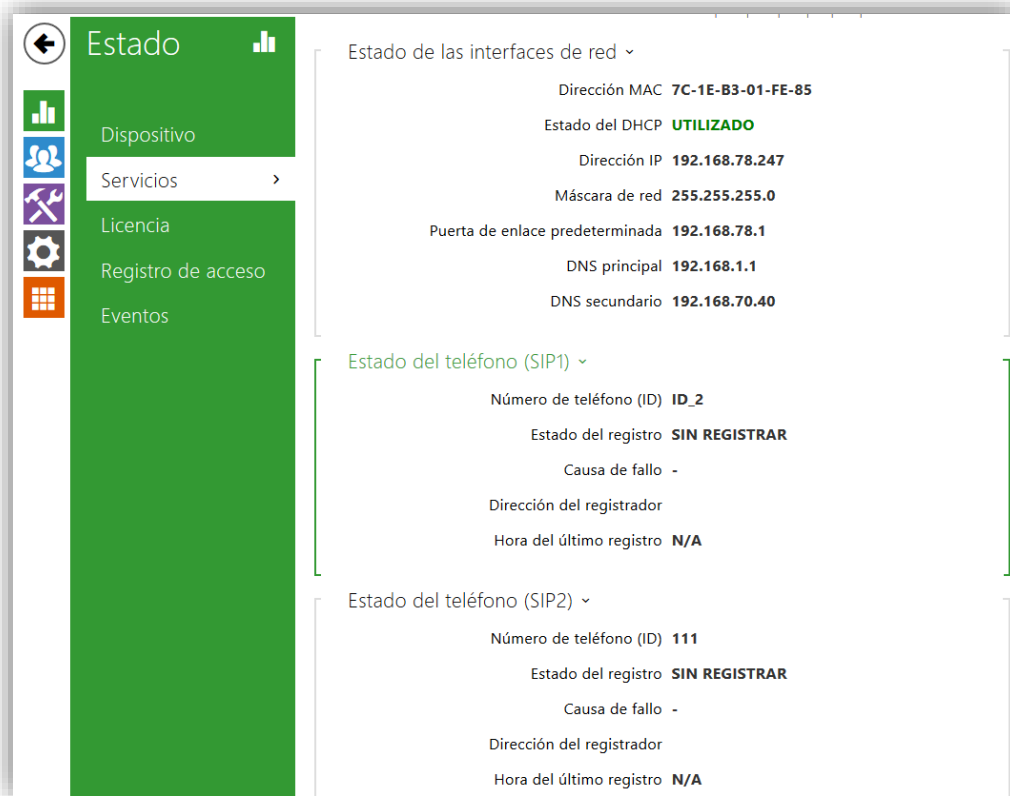 Estado
Dispositivo
Servicios
Licencia
Registro de acceso
Eventos
Estado de las interfaces de red
Dirección MAC 7C-1E-B3-01-FE-85
Estado del DHCP UTILIZADO
Dirección IP 192.168.78.247
Máscara de red 255.255.255.0
Puerta de enlace predeterminada 192.168.78.1
DNS principal 192.168.1.1
DNS secundario 192.168.70.40
Estado del teléfono (SIP1)
Número de teléfono (ID) ID_2
Estado del registro SIN REGISTRAR
Causa de fallo -
Dirección del registrador
Hora del último registro N/A
Estado del teléfono (SIP2)
Número de teléfono (ID) 111
Estado del registro SIN REGISTRAR
Causa de fallo -
Dirección del registrador
Hora del último registro N/A